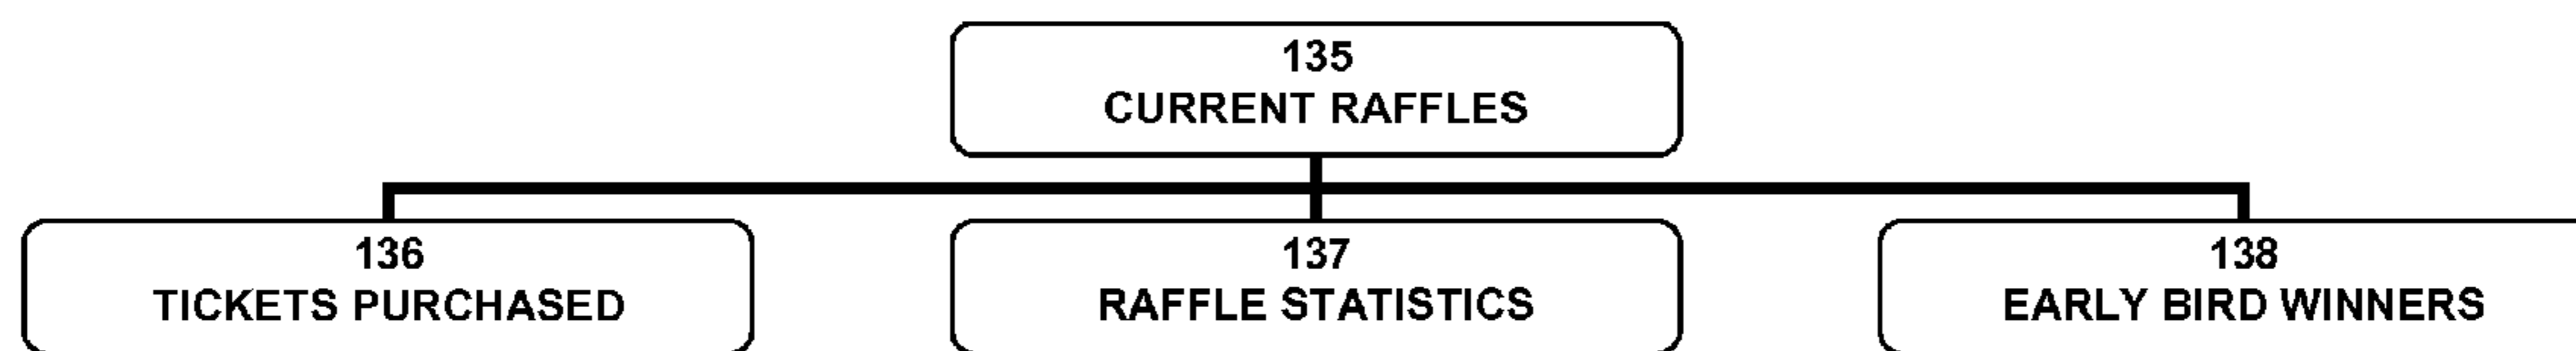 135
CURRENT RAFFLES
136
TICKETS PURCHASED
137
RAFFLE STATISTICS
138
EARLY BIRD WINNERS